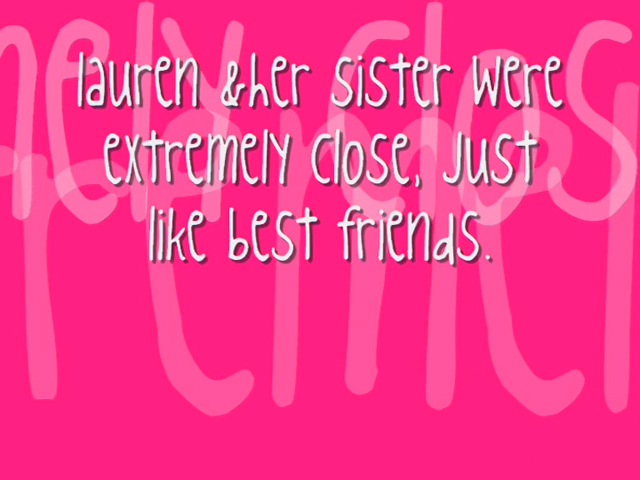 lauren &her sister were
extremely close, just
like best friends.